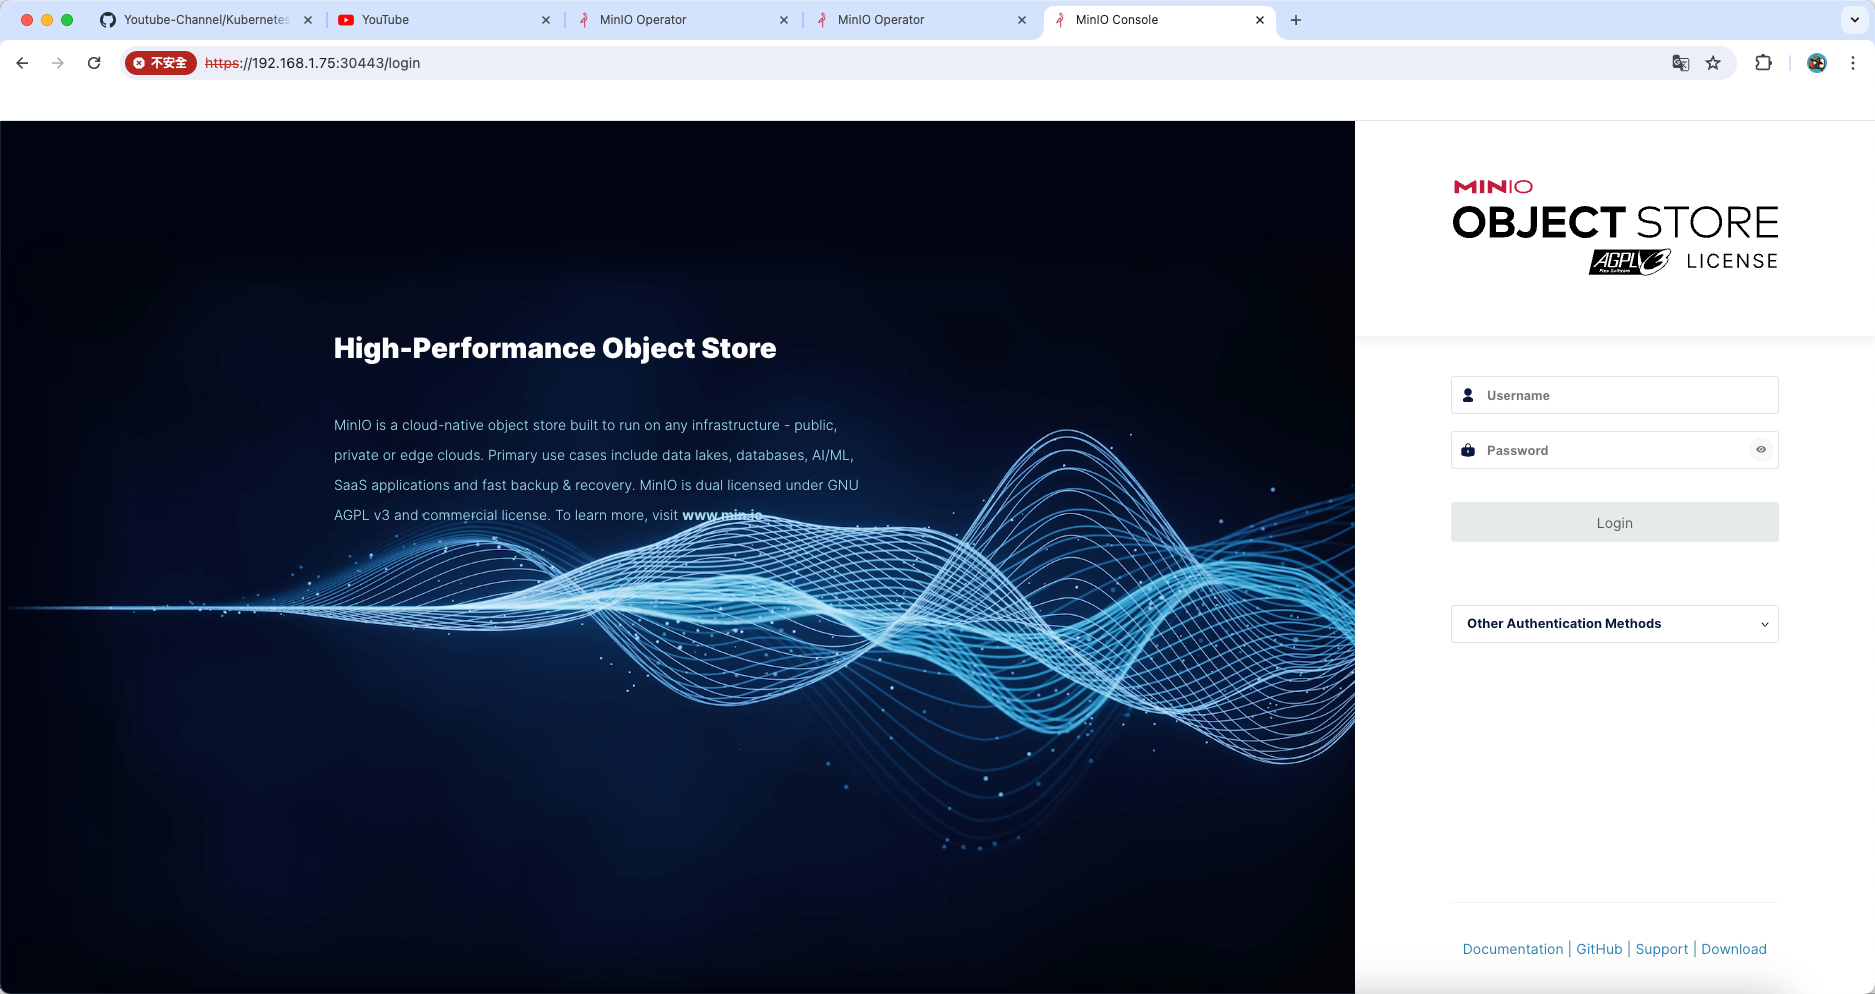 Youtube-Channel/Kubernetes
YouTube
MinIO Operator
MinIO Operator
MinIO Console
不安全
https://192.168.1.75:30443/login
MINIO
OBJECT STORE
AGPL v3
Free Software
LICENSE
High-Performance Object Store
MinIO is a cloud-native object store built to run on any infrastructure - public,
private or edge clouds. Primary use cases include data lakes, databases, AI/ML,
SaaS applications and fast backup & recovery. MinIO is dual licensed under GNU
AGPL v3 and commercial license. To learn more, visit www.min.io.
Username
Password
Login
Other Authentication Methods
Documentation | GitHub | Support | Download